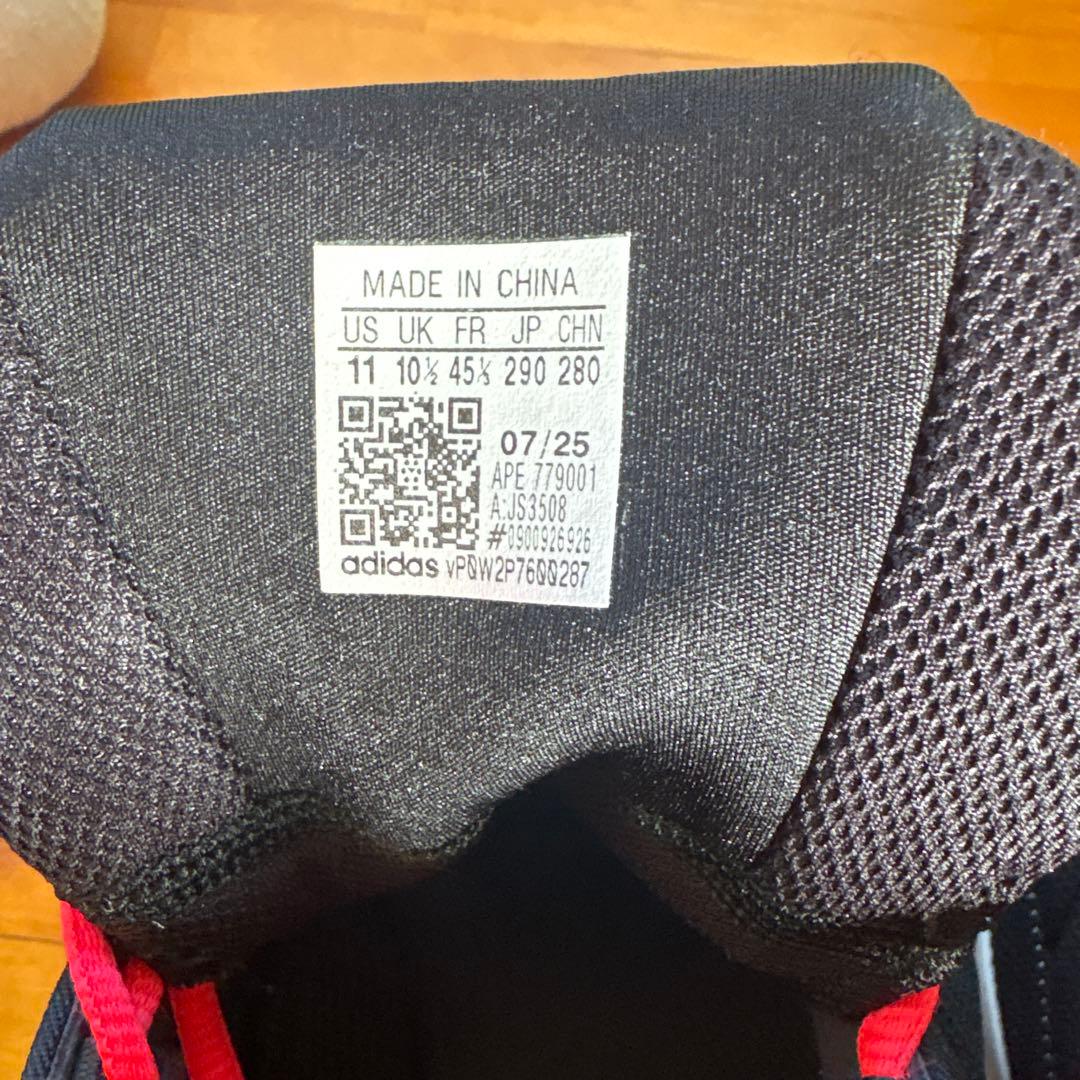 MADE IN CHINA
US UK FR JP CHN
11 10½ 45⅓ 290 280
07/25
APE 779001
A:JS3508
#0900926926
adidas vP0W2P7600287